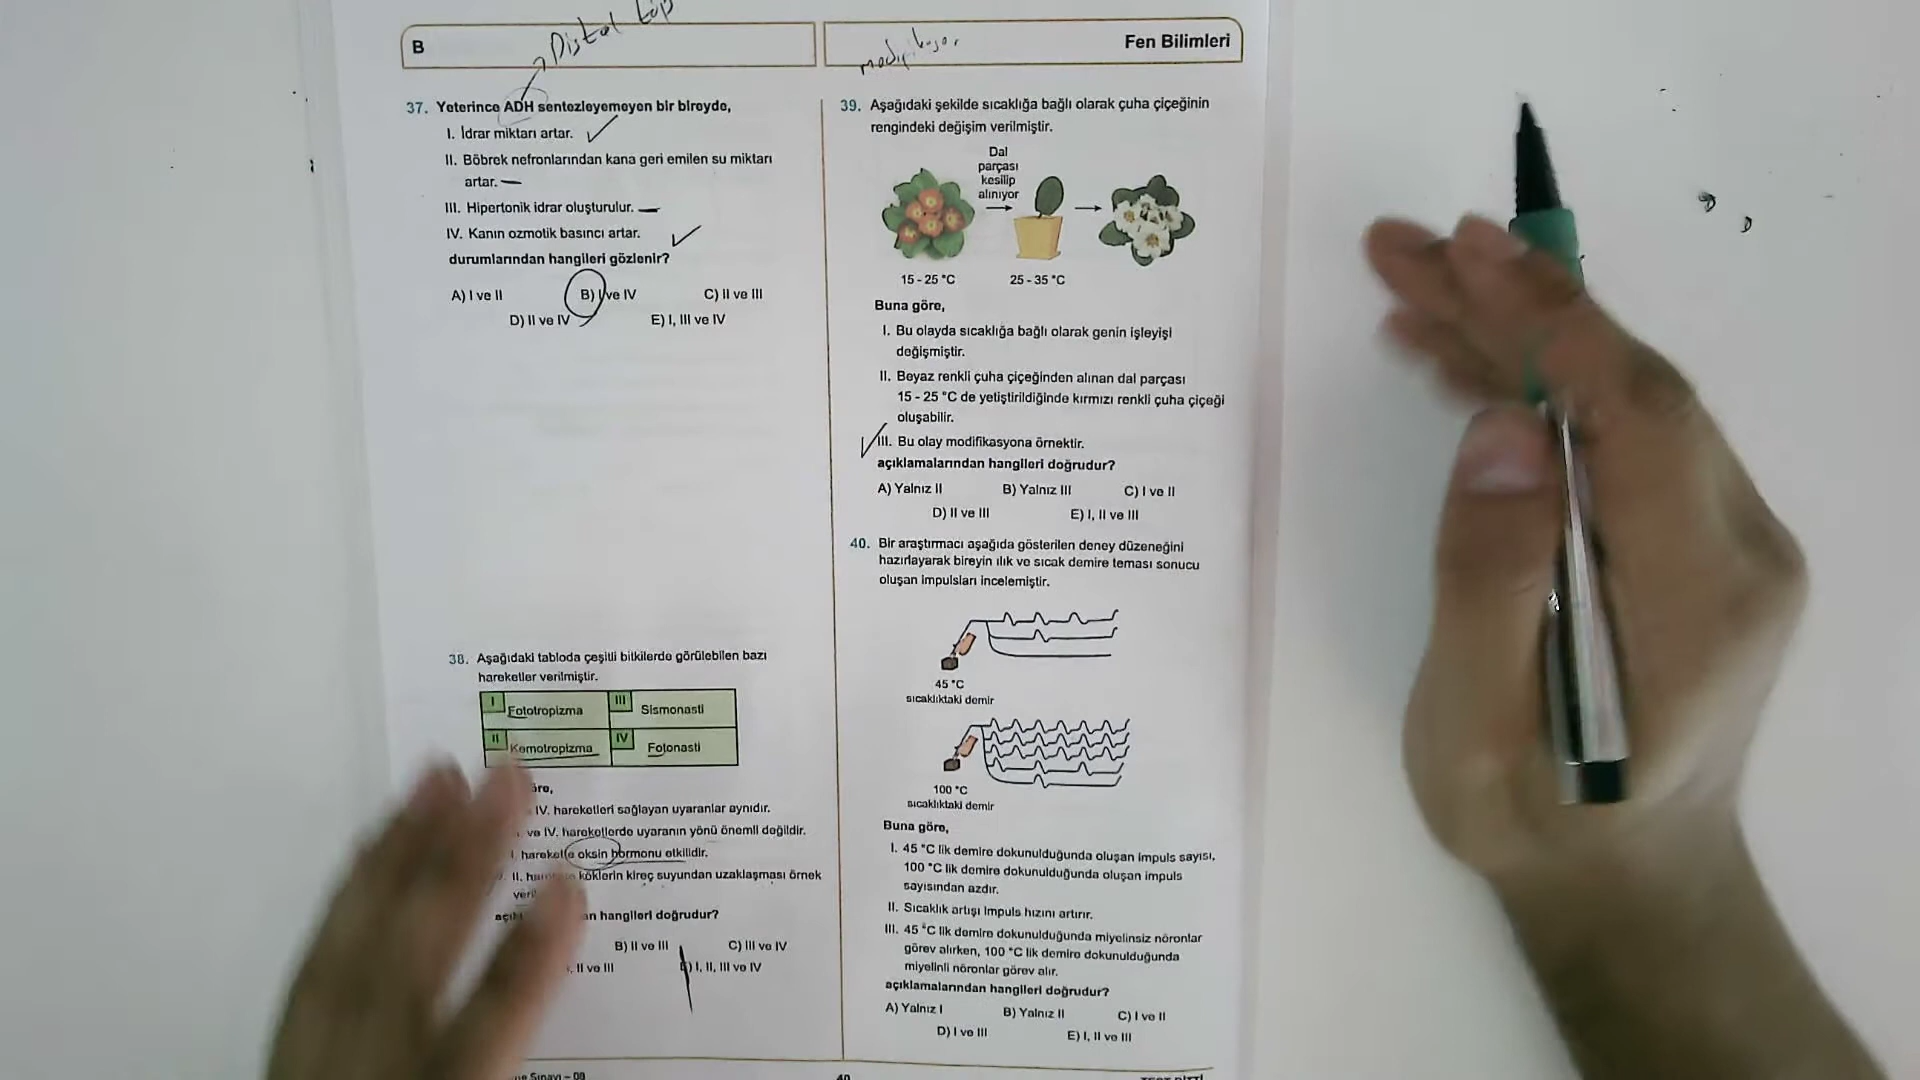 B
Distal tüp
Fen Bilimleri
37. Yeterince ADH sentezleyemeyen bir bireyde,
I. İdrar miktarı artar.
II. Böbrek nefronlarından kana geri emilen su miktarı
artar.
III. Hipertonik idrar oluşturulur.
IV. Kanın ozmotik basıncı artar.
durumlarından hangileri gözlenir?
A) I ve II B) I ve IV C) II ve III
D) II ve IV E) I, III ve IV
38. Aşağıdaki tabloda çeşitli bitkilerde görülebilen bazı
hareketler verilmiştir.
I Fototropizma III Sismonasti
II Kemotropizma IV Fotonasti
öre,
IV. hareketleri sağlayan uyaranlar aynıdır.
ve IV. hareketlerde uyaranın yönü önemli değildir.
I. harekette oksin hormonu etkilidir.
II. köklerin kireç suyundan uzaklaşması örnek
an hangileri doğrudur?
B) II ve III C) III ve IV
, II ve III E) I, II, III ve IV
39. Aşağıdaki şekilde sıcaklığa bağlı olarak çuha çiçeğinin
rengindeki değişim verilmiştir.
Dal
parçası
kesilip
alınıyor
15 - 25 °C 25 - 35 °C
Buna göre,
I. Bu olayda sıcaklığa bağlı olarak genin işleyişi
değişmiştir.
II. Beyaz renkli çuha çiçeğinden alınan dal parçası
15 - 25 °C de yetiştirildiğinde kırmızı renkli çuha çiçeği
oluşabilir.
III. Bu olay modifikasyona örnektir.
açıklamalarından hangileri doğrudur?
A) Yalnız II B) Yalnız III C) I ve II
D) II ve III E) I, II ve III
40. Bir araştırmacı aşağıda gösterilen deney düzeneğini
hazırlayarak bireyin ılık ve sıcak demire teması sonucu
oluşan impulsları incelemiştir.
45 °C
sıcaklıktaki demir
100 °C
sıcaklıktaki demir
Buna göre,
I. 45 °C lik demire dokunulduğunda oluşan impuls sayısı,
100 °C lik demire dokunulduğunda oluşan impuls
sayısından azdır.
II. Sıcaklık artışı impuls hızını artırır.
III. 45 °C lik demire dokunulduğunda miyelinsiz nöronlar
görev alırken, 100 °C lik demire dokunulduğunda
miyelinli nöronlar görev alır.
açıklamalarından hangileri doğrudur?
A) Yalnız I B) Yalnız II C) I ve II
D) I ve III E) I, II ve III
Sınavı – 09
40
TEST BİTTİ